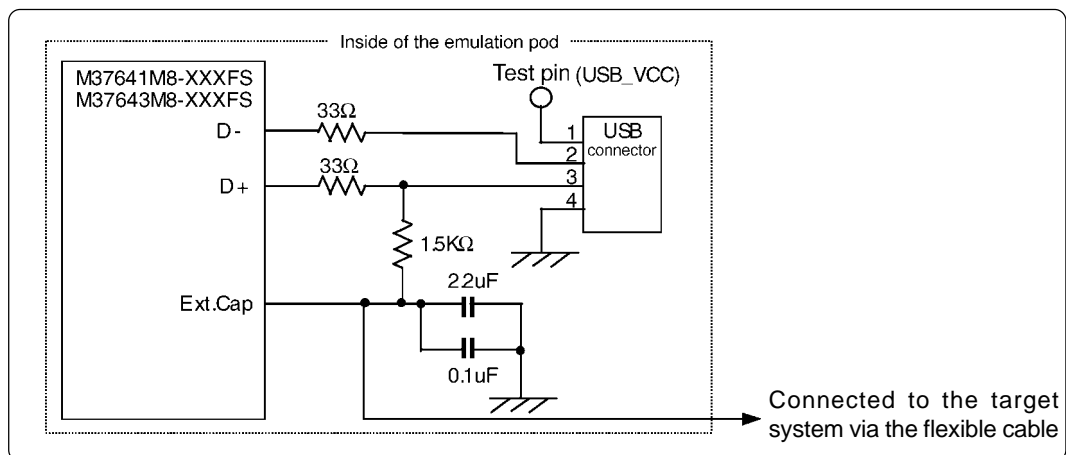 Inside of the emulation pod
M37641M8-XXXFS
M37643M8-XXXFS
Test pin (USB_VCC)
D-
33Ω
1
USB
connector
2
D+
33Ω
3
4
1.5KΩ
Ext.Cap
2.2uF
0.1uF
Connected to the target
system via the flexible cable